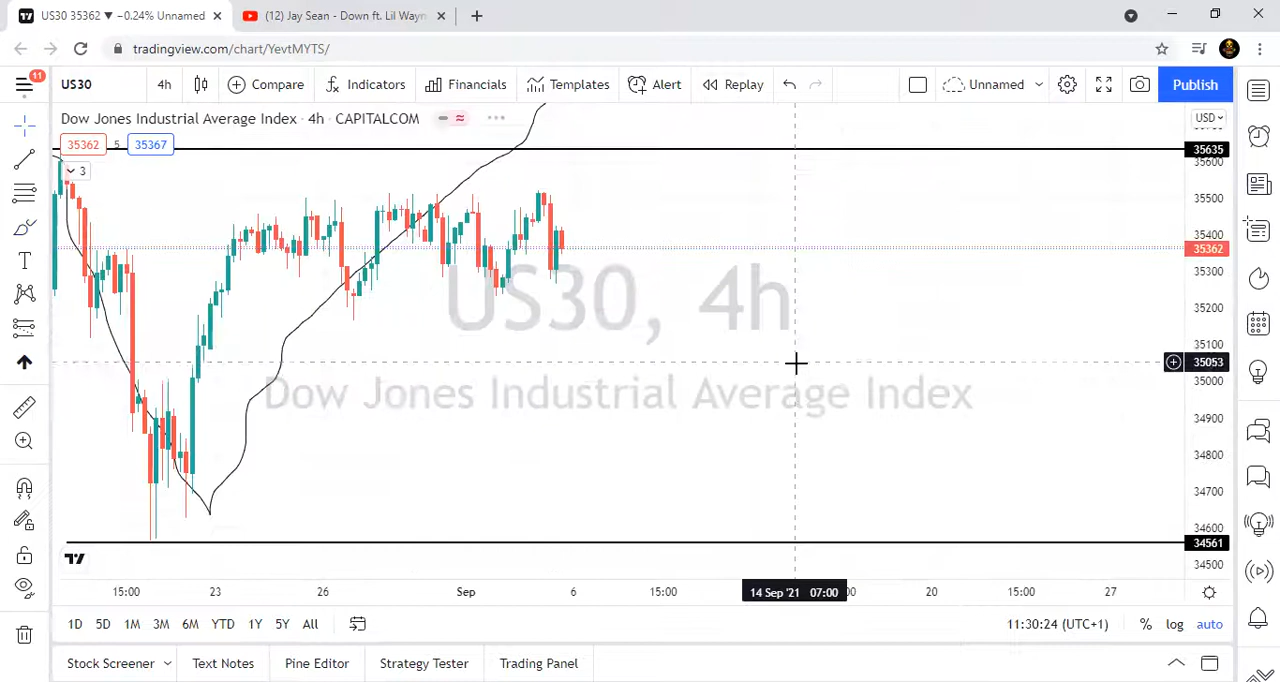 US30 35362 ▼ −0.24% Unnamed
(12) Jay Sean - Down ft. Lil Wayn
tradingview.com/chart/YevtMYTS/
11
US30
4h
Compare
Indicators
Financials
Templates
Alert
Replay
Unnamed
Publish
Dow Jones Industrial Average Index · 4h · CAPITALCOM
USD
35362
5
35367
3
35635
35600
35500
35400
35362
35300
35200
35100
35053
35000
34900
34800
34700
34600
34561
34500
US30, 4h
Dow Jones Industrial Average Index
15:00
23
26
Sep
6
15:00
14 Sep '21 07:00
20
15:00
27
1D
5D
1M
3M
6M
YTD
1Y
5Y
All
11:30:24 (UTC+1)
%
log
auto
Stock Screener
Text Notes
Pine Editor
Strategy Tester
Trading Panel